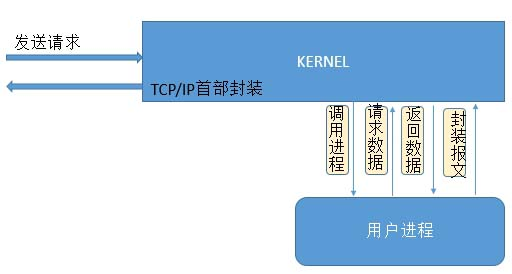 发送请求
KERNEL
TCP/IP首部封装
调用进程
请求数据
返回数据
封装报文
用户进程